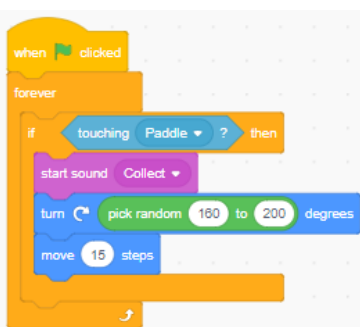 when clicked
forever
if touching Paddle ? then
start sound Collect
turn pick random 160 to 200 degrees
move 15 steps